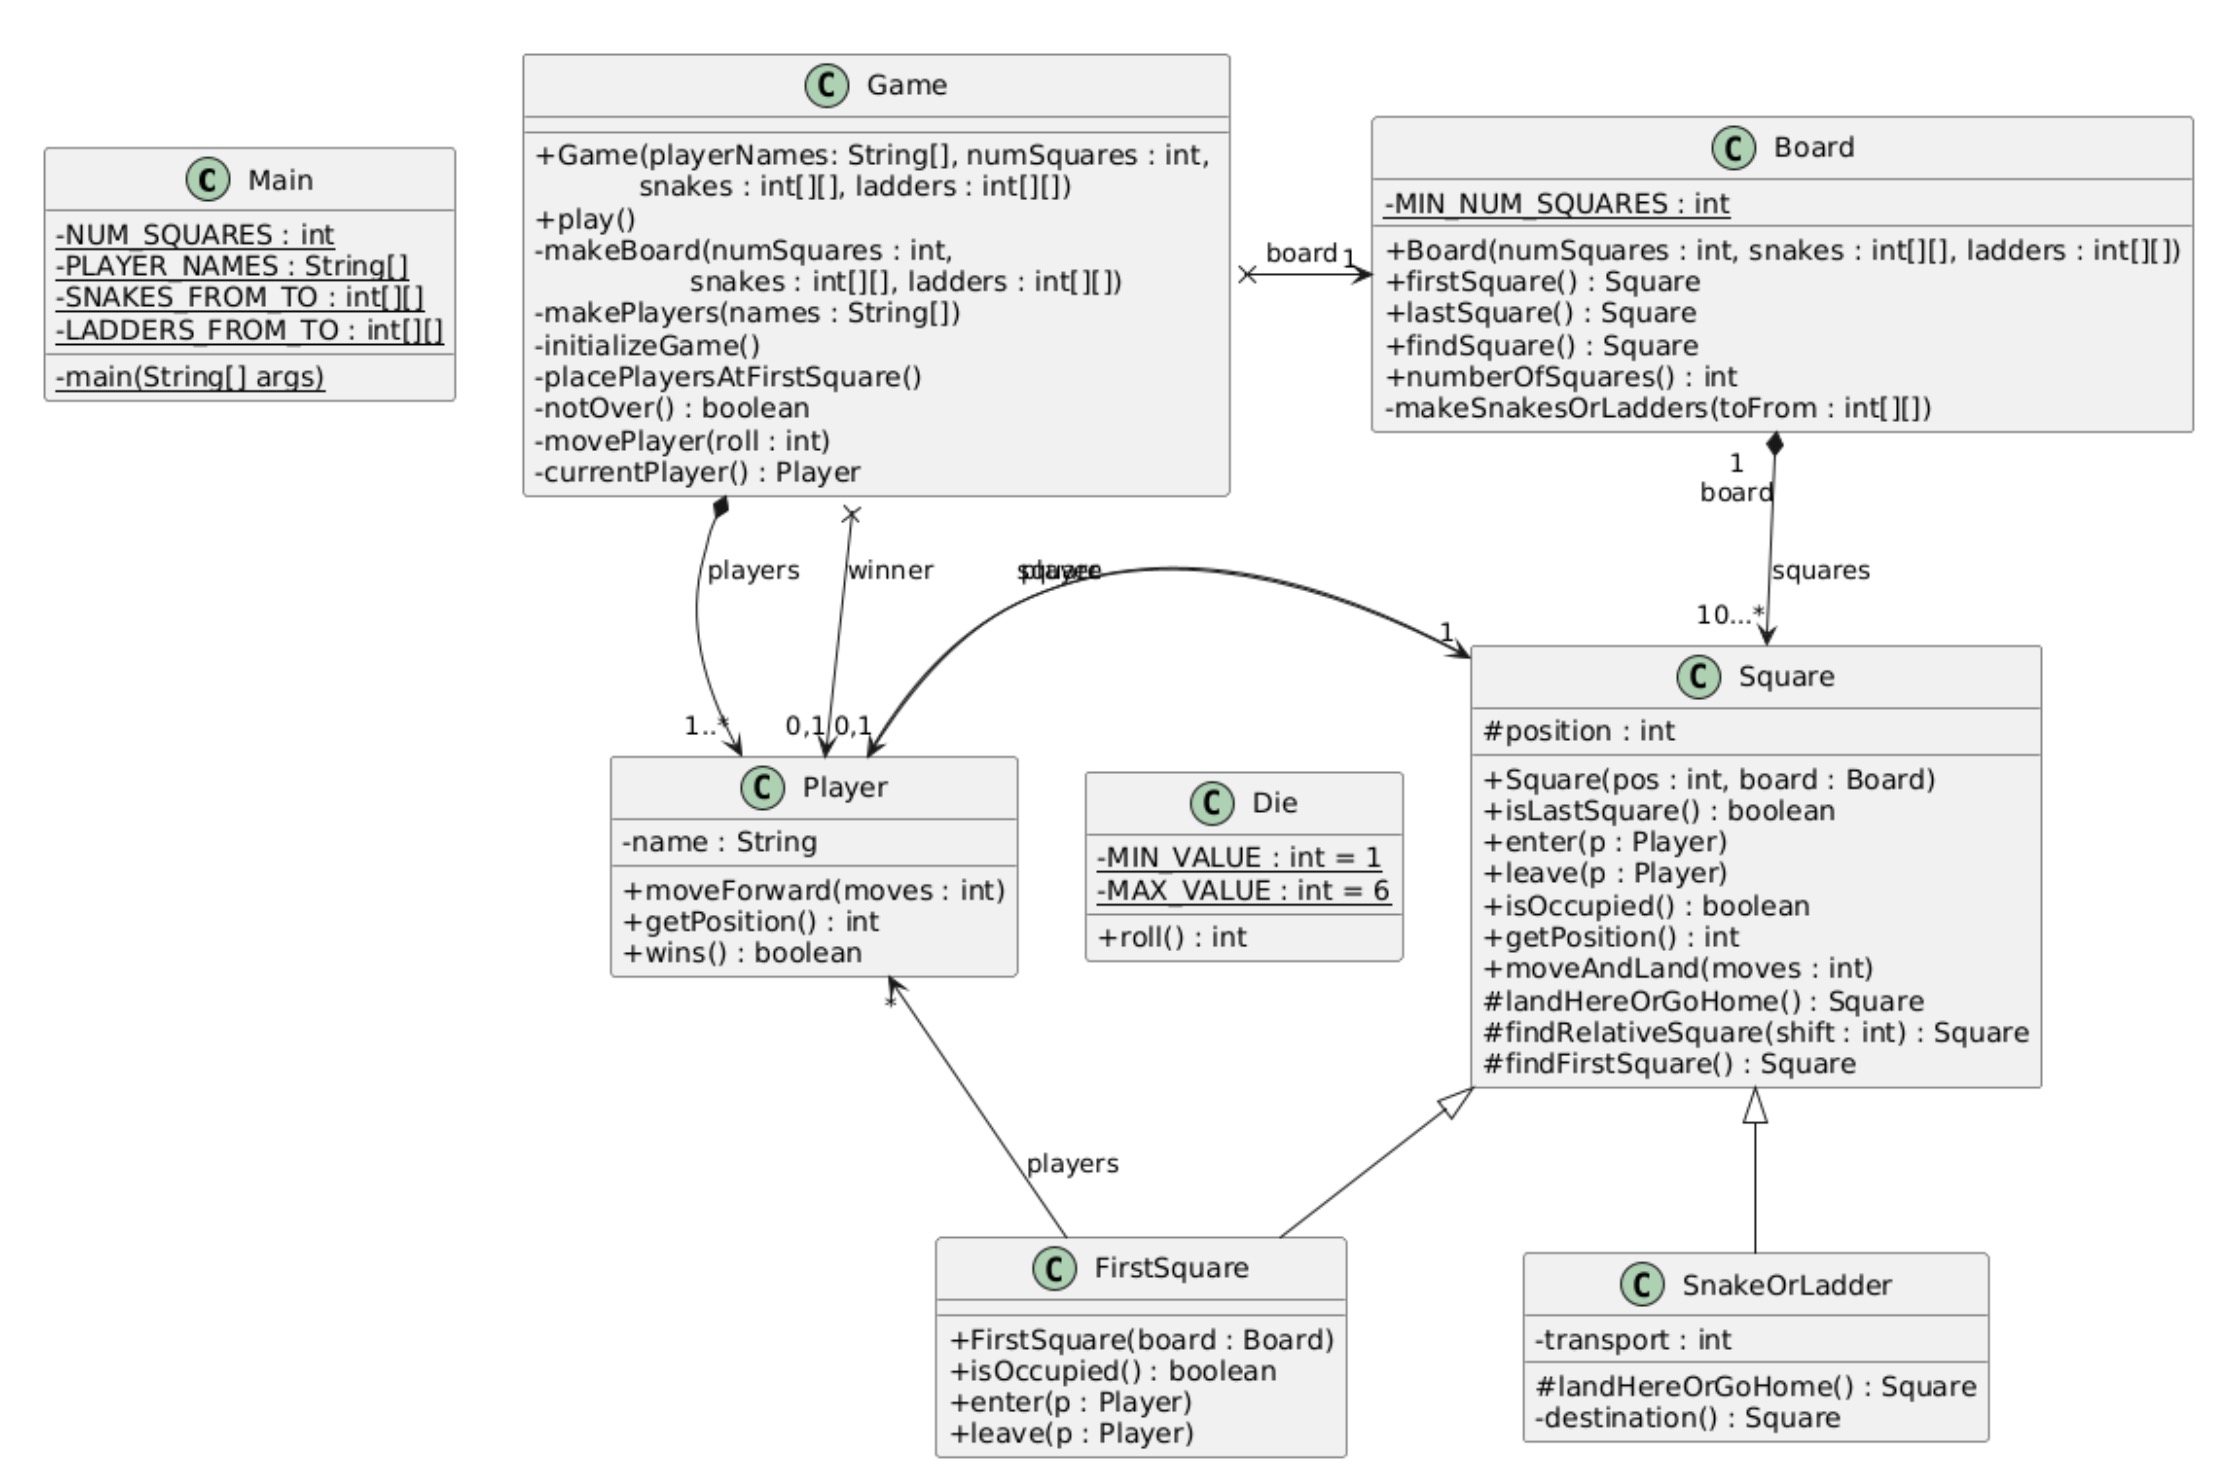 C Game
+Game(playerNames: String[], numSquares : int,
snakes : int[][], ladders : int[][])
+play()
-makeBoard(numSquares : int,
snakes : int[][], ladders : int[][])
-makePlayers(names : String[])
-initializeGame()
-placePlayersAtFirstSquare()
-notOver() : boolean
-movePlayer(roll : int)
-currentPlayer() : Player
C Main
-NUM_SQUARES : int
-PLAYER_NAMES : String[]
-SNAKES_FROM_TO : int[][]
-LADDERS_FROM_TO : int[][]
-main(String[] args)
board 1
C Board
-MIN_NUM_SQUARES : int
+Board(numSquares : int, snakes : int[][], ladders : int[][])
+firstSquare() : Square
+lastSquare() : Square
+findSquare() : Square
+numberOfSquares() : int
-makeSnakesOrLadders(toFrom : int[][])
1
board
squares
10...*
players
winner
1..*
0,1
0,1
1
C Player
-name : String
+moveForward(moves : int)
+getPosition() : int
+wins() : boolean
C Die
-MIN_VALUE : int = 1
-MAX_VALUE : int = 6
+roll() : int
C Square
#position : int
+Square(pos : int, board : Board)
+isLastSquare() : boolean
+enter(p : Player)
+leave(p : Player)
+isOccupied() : boolean
+getPosition() : int
+moveAndLand(moves : int)
#landHereOrGoHome() : Square
#findRelativeSquare(shift : int) : Square
#findFirstSquare() : Square
*
players
C FirstSquare
+FirstSquare(board : Board)
+isOccupied() : boolean
+enter(p : Player)
+leave(p : Player)
C SnakeOrLadder
-transport : int
#landHereOrGoHome() : Square
-destination() : Square